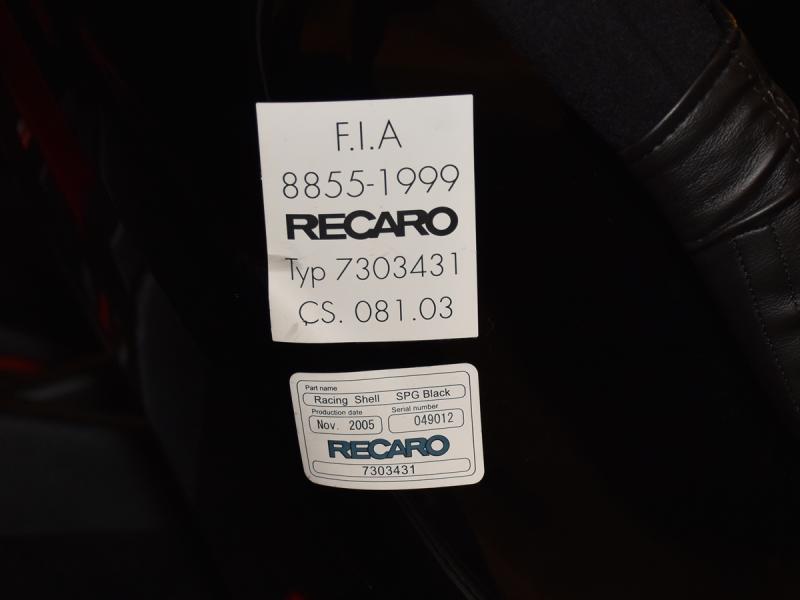 F.I.A
8855-1999
RECARO
Typ 7303431
ÇS. 081.03
Part name
Racing Shell SPG Black
Production date Serial number
Nov. 2005 049012
RECARO
7303431